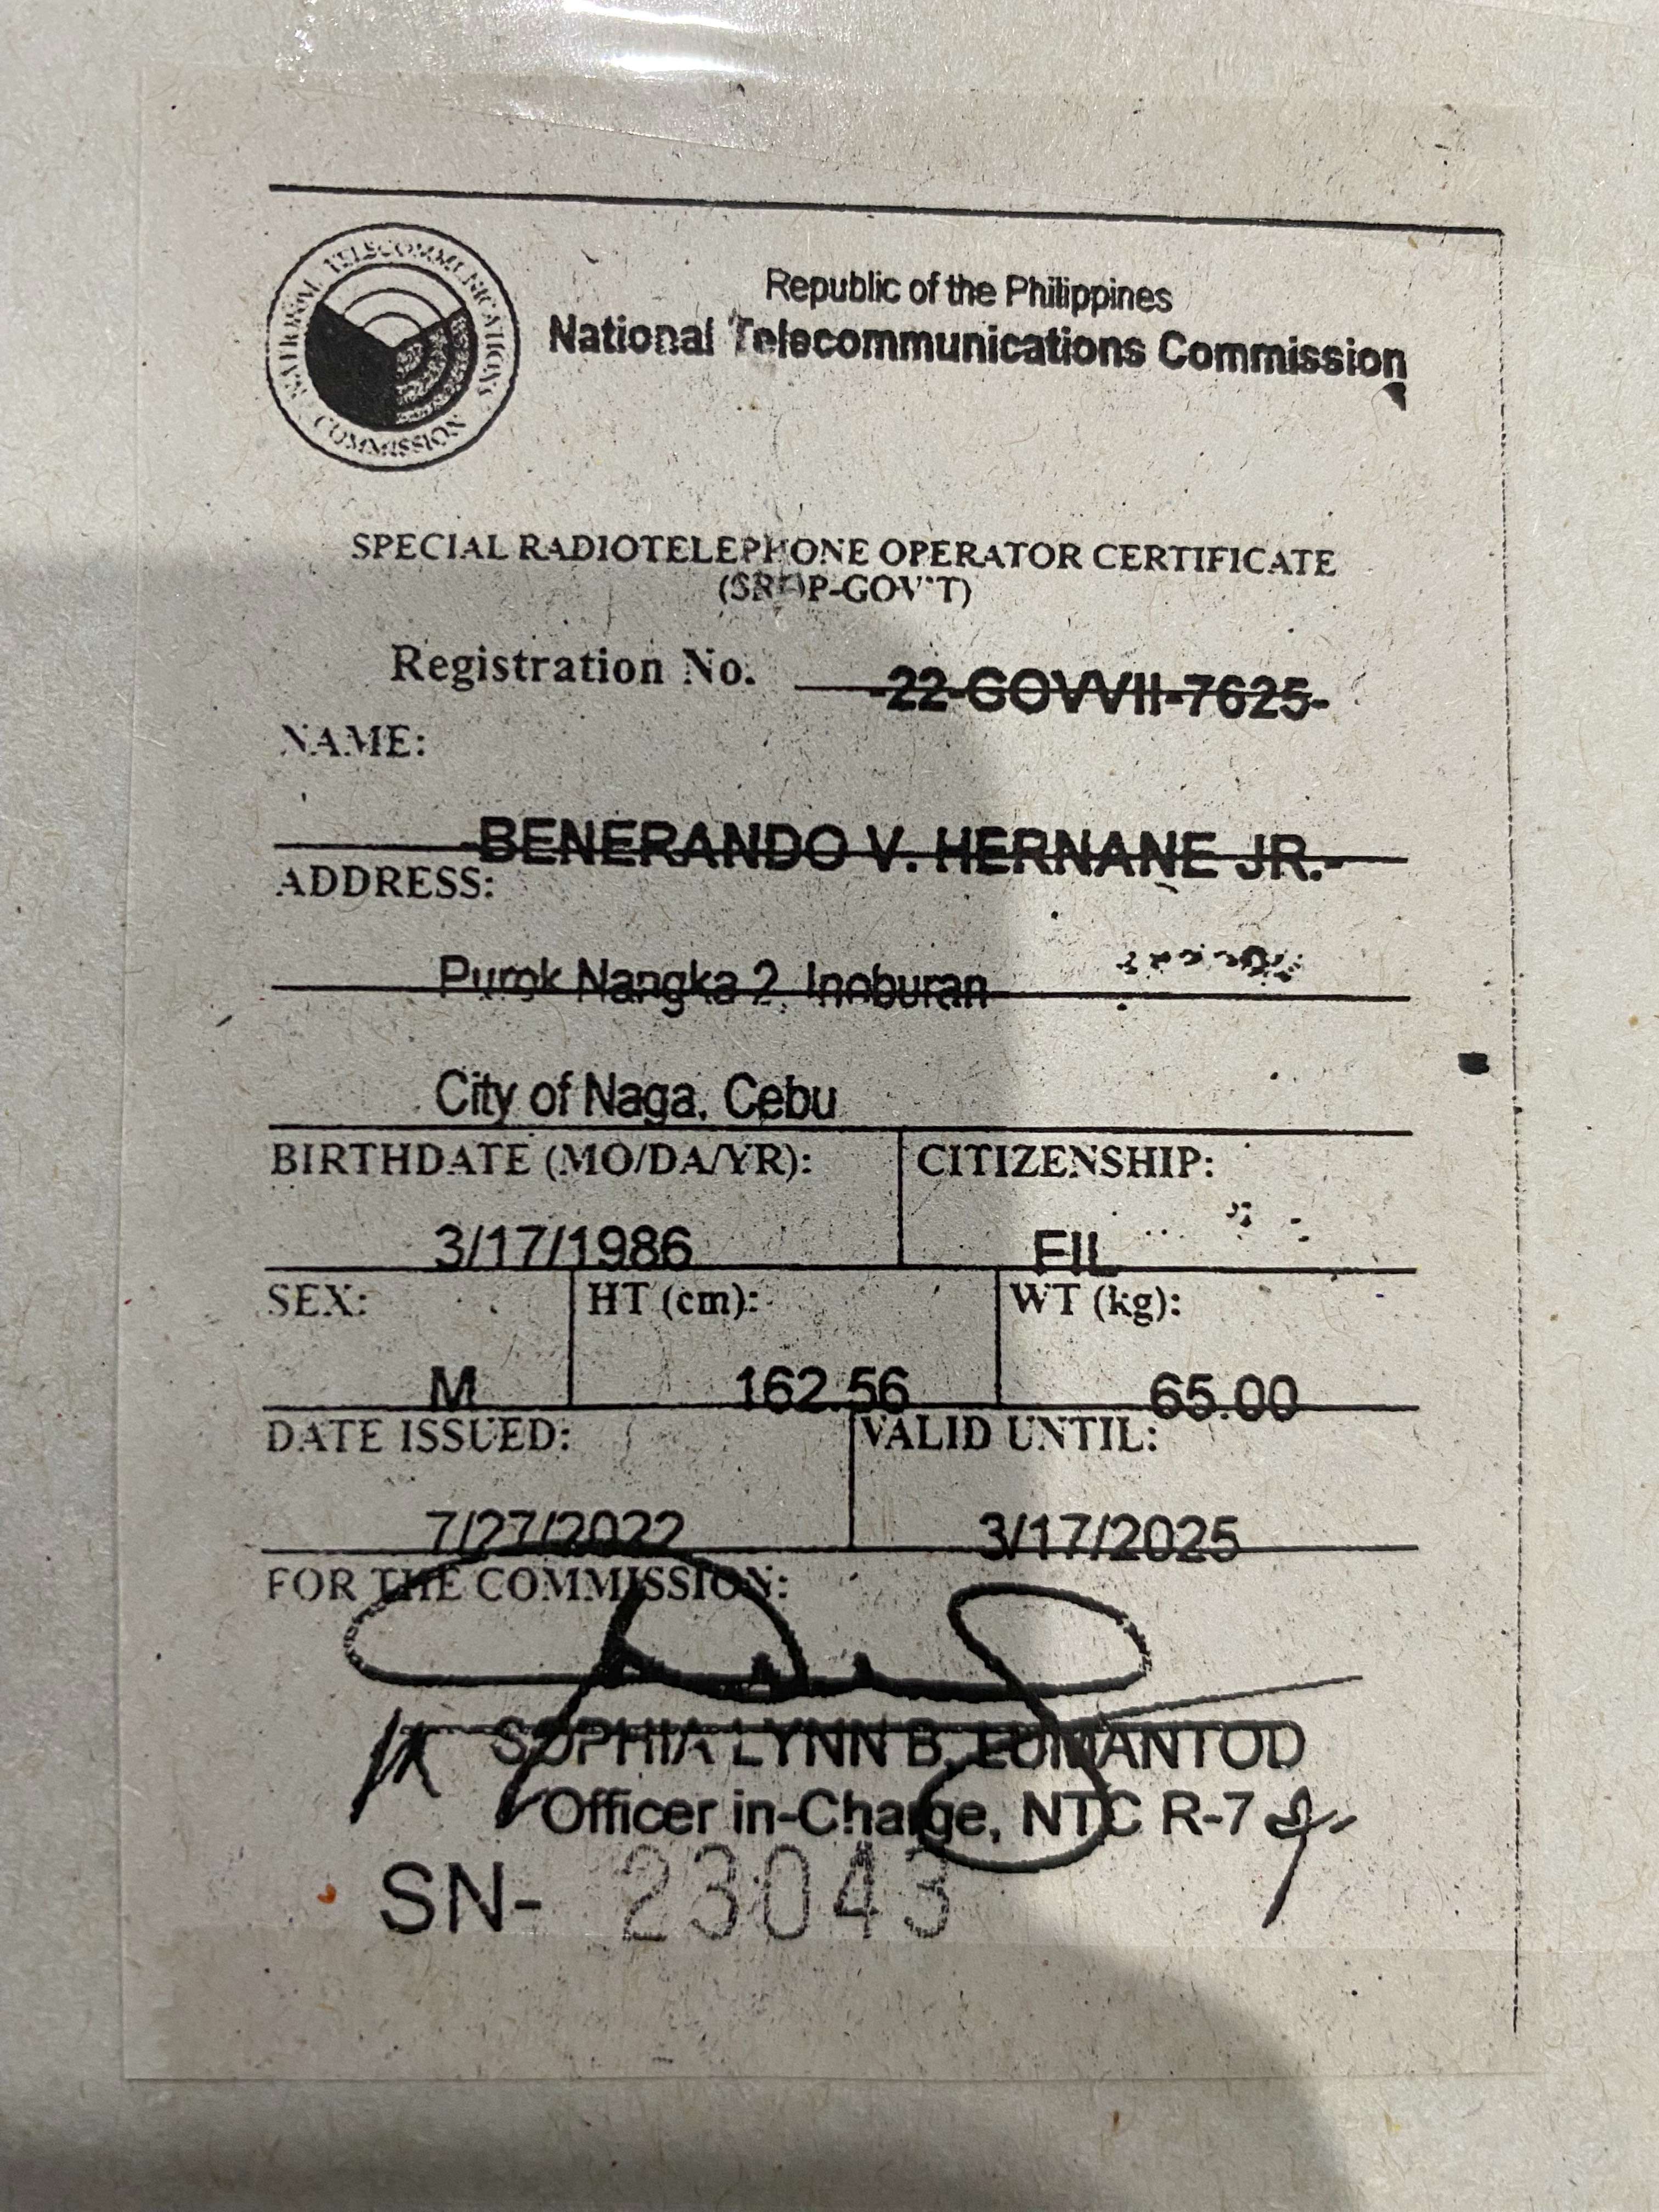 NATIONAL TELECOMMUNICATIONS COMMISSION
Republic of the Philippines
National Telecommunications Commission
SPECIAL RADIOTELEPHONE OPERATOR CERTIFICATE
(SROP-GOV'T)
Registration No. -22-GOVVII-7625-
NAME:
-BENERANDO V. HERNANE JR.-
ADDRESS:
Purok Nangka 2, Inoburan
City of Naga, Cebu
BIRTHDATE (MO/DA/YR): CITIZENSHIP:
3/17/1986 FIL
SEX: HT (cm): WT (kg):
M 162.56 65.00
DATE ISSUED: VALID UNTIL:
7/27/2022 3/17/2025
FOR THE COMMISSION:
SOPHIA LYNN B. LUMANTOD
Officer in-Charge, NTC R-7
SN- 23043